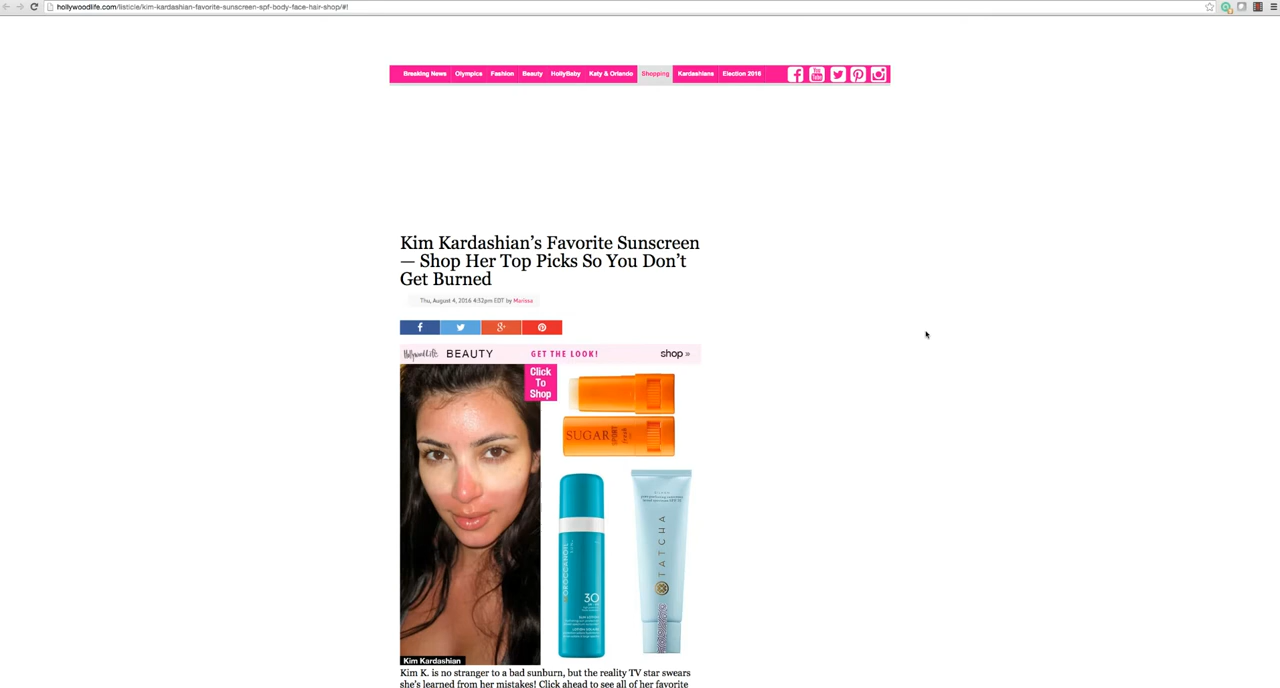 hollywoodlife.com/listicle/kim-kardashian-favorite-sunscreen-spf-body-face-hair-shop/#!
Breaking News Olympics Fashion Beauty HollyBaby Katy & Orlando Shopping Kardashians Election 2016
Kim Kardashian’s Favorite Sunscreen
— Shop Her Top Picks So You Don’t
Get Burned
Thu, August 4, 2016 4:32pm EDT by Marissa
HollywoodLife BEAUTY GET THE LOOK! shop »
Click
To
Shop
SUGAR SPORT fresh
MOROCCANOIL
30
TATCHA
Kim Kardashian
Kim K. is no stranger to a bad sunburn, but the reality TV star swears
she’s learned from her mistakes! Click ahead to see all of her favorite